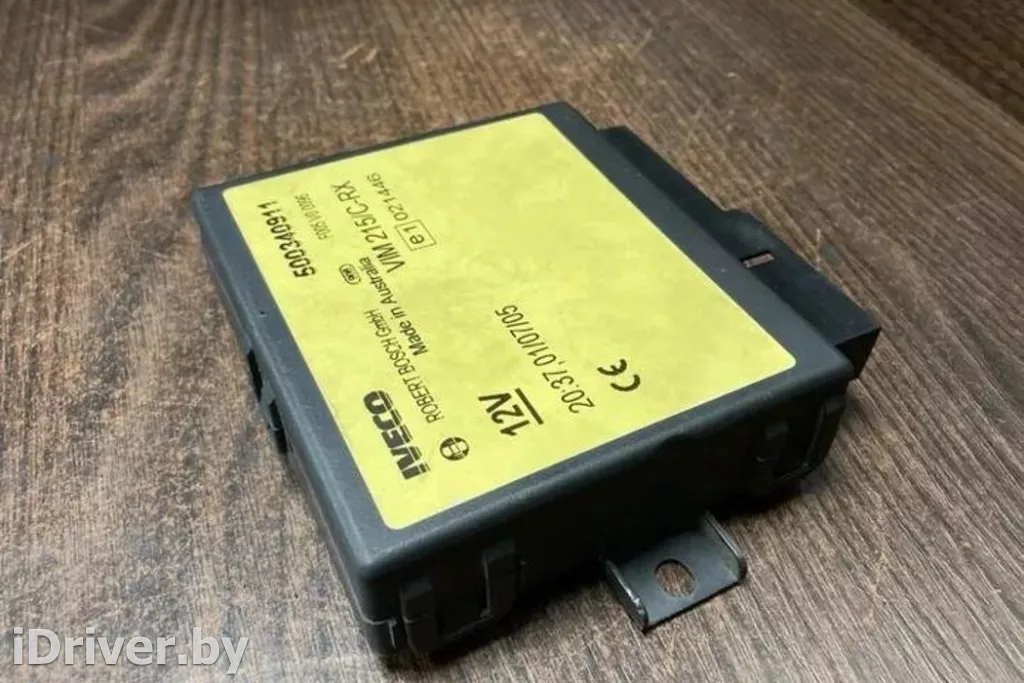 IVECO 500340911
ROBERT BOSCH GmbH
Made in Australia
VIM 215/C-RX
12V
e1 021446
20:37, 01/07/05
CE
iDriver.by